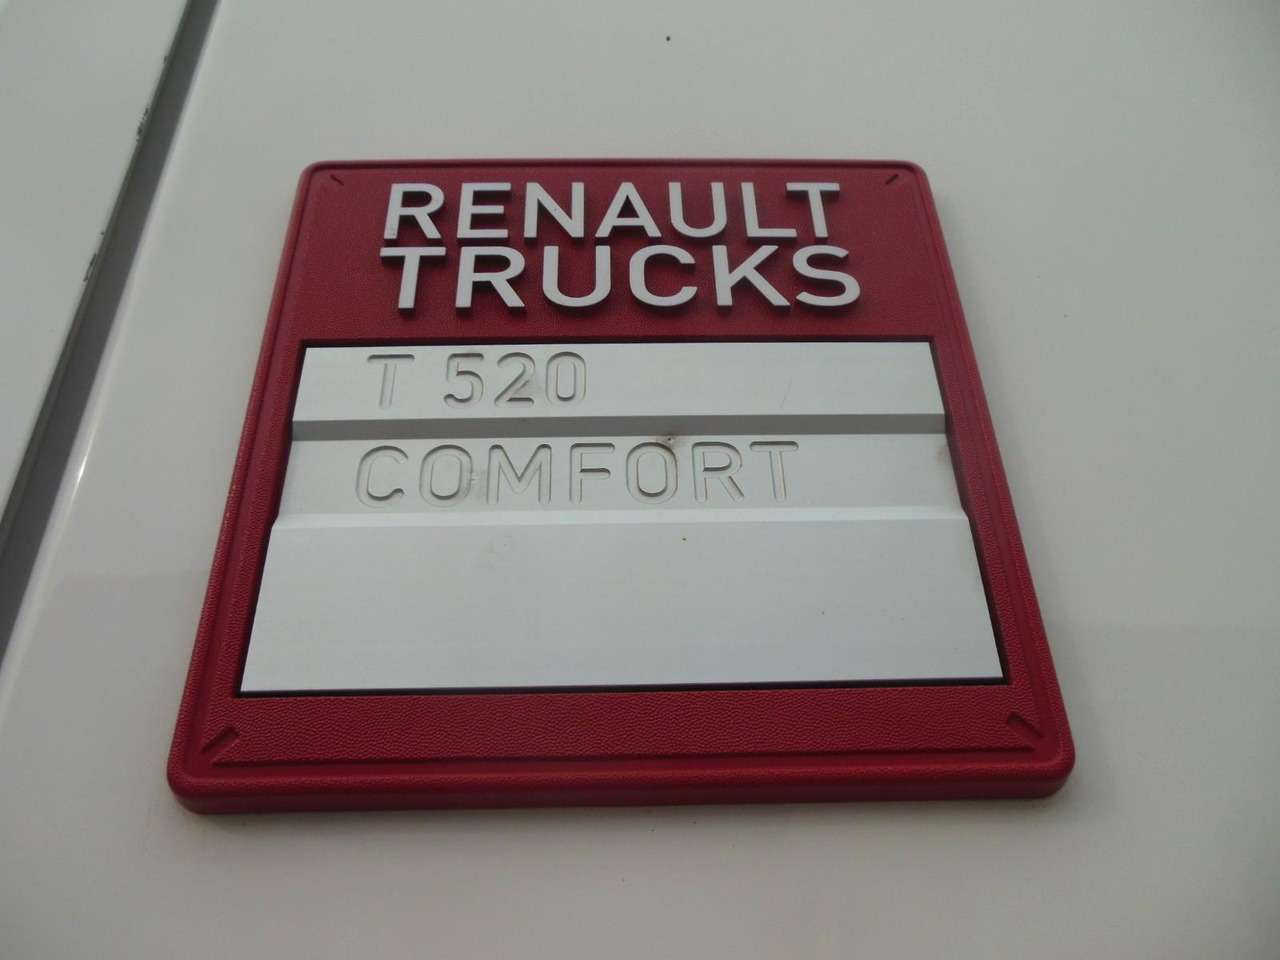 RENAULT
TRUCKS
T 520
COMFORT